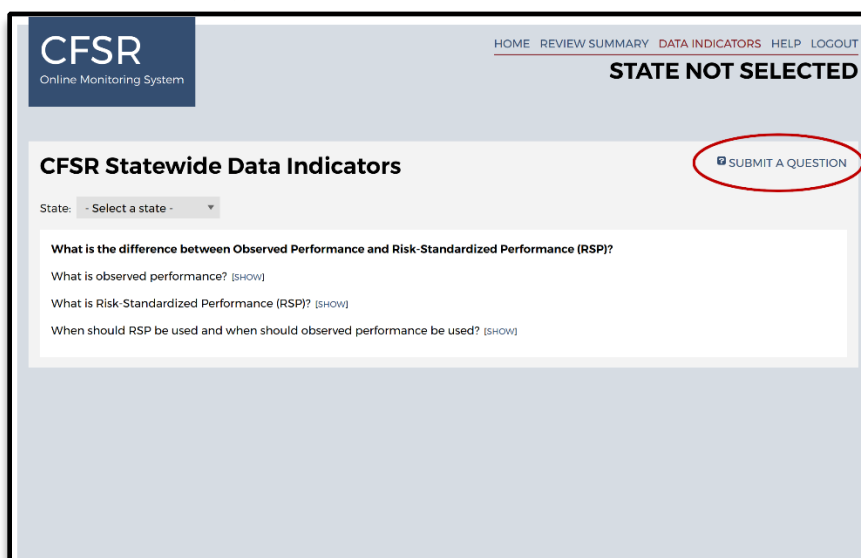 CFSR
Online Monitoring System
HOME REVIEW SUMMARY DATA INDICATORS HELP LOGOUT
STATE NOT SELECTED
CFSR Statewide Data Indicators
? SUBMIT A QUESTION
State: - Select a state -
What is the difference between Observed Performance and Risk-Standardized Performance (RSP)?
What is observed performance? [SHOW]
What is Risk-Standardized Performance (RSP)? [SHOW]
When should RSP be used and when should observed performance be used? [SHOW]